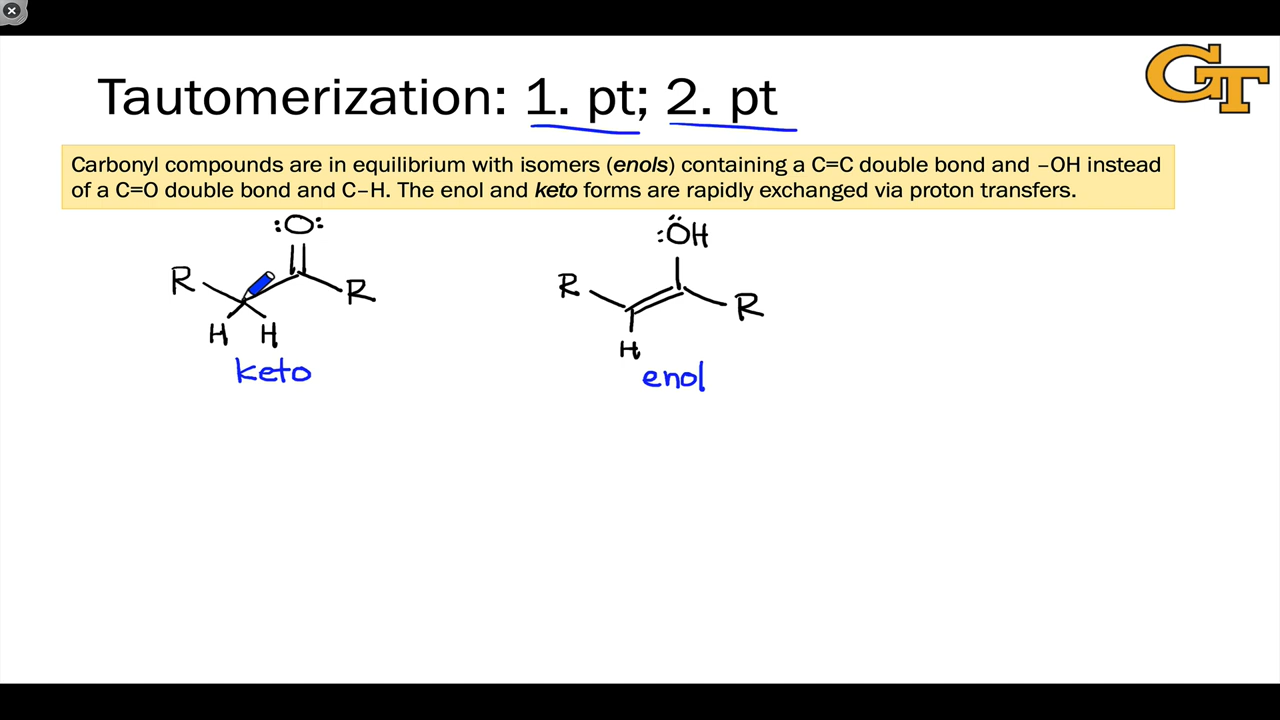 GT
Tautomerization: 1. pt; 2. pt
Carbonyl compounds are in equilibrium with isomers (enols) containing a C=C double bond and –OH instead
of a C=O double bond and C–H. The enol and keto forms are rapidly exchanged via proton transfers.
:O: :ÖH
R R R R
H H H
keto enol